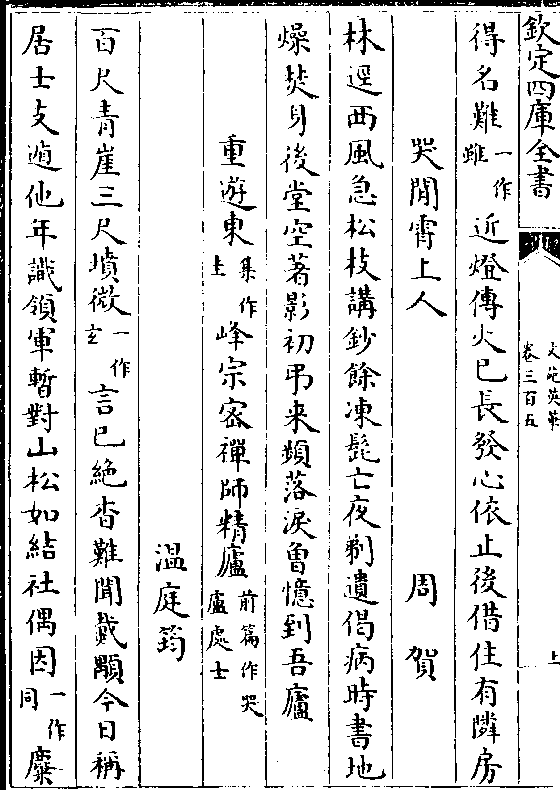 欽定四庫全書
文苑英華
卷三百五
上
得名難一作雖近燈傳火已長發心依止後借住有隣房
哭閒霄上人 周賀
林逕西風急松枝講鈔餘凍髭亡夜剃遺偈病時書地
燥焚身後堂空著影初弔来頻落淚曾憶到吾廬
重遊東集作圭峰宗宻禪師精廬前篇作哭盧處士
溫庭筠
百尺青崖三尺墳微一作玄言已絶杳難聞戴顒今日稱
居士支遁他年識領軍暫對山松如結社偶因一作同麋